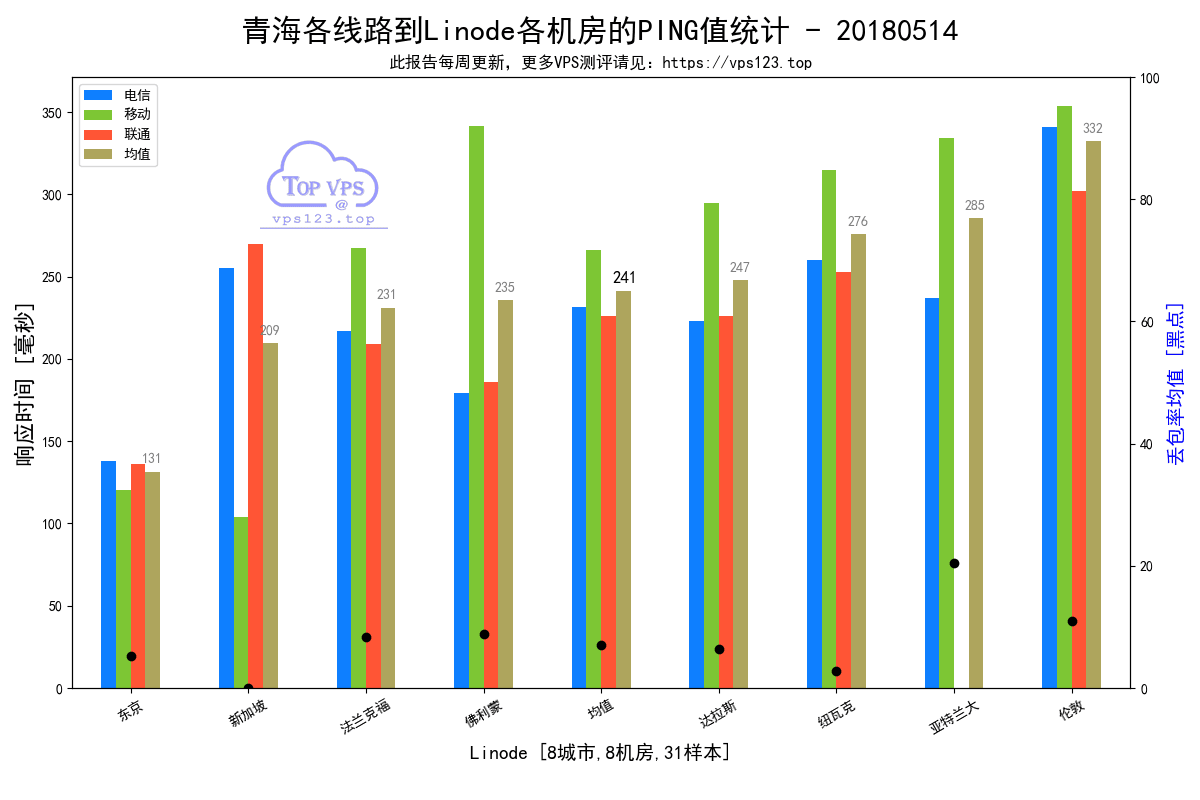 青海各线路到Linode各机房的PING值统计 - 20180514
此报告每周更新，更多VPS测评请见：https://vps123.top
电信
移动
联通
均值
TOP VPS
@
vps123.top
响应时间 [毫秒]
350
300
250
200
150
100
50
0
131
209
231
235
241
247
276
285
332
100
80
60
40
20
0
丢包率均值 [黑点]
东京
新加坡
法兰克福
佛利蒙
均值
达拉斯
纽瓦克
亚特兰大
伦敦
Linode [8城市,8机房,31样本]